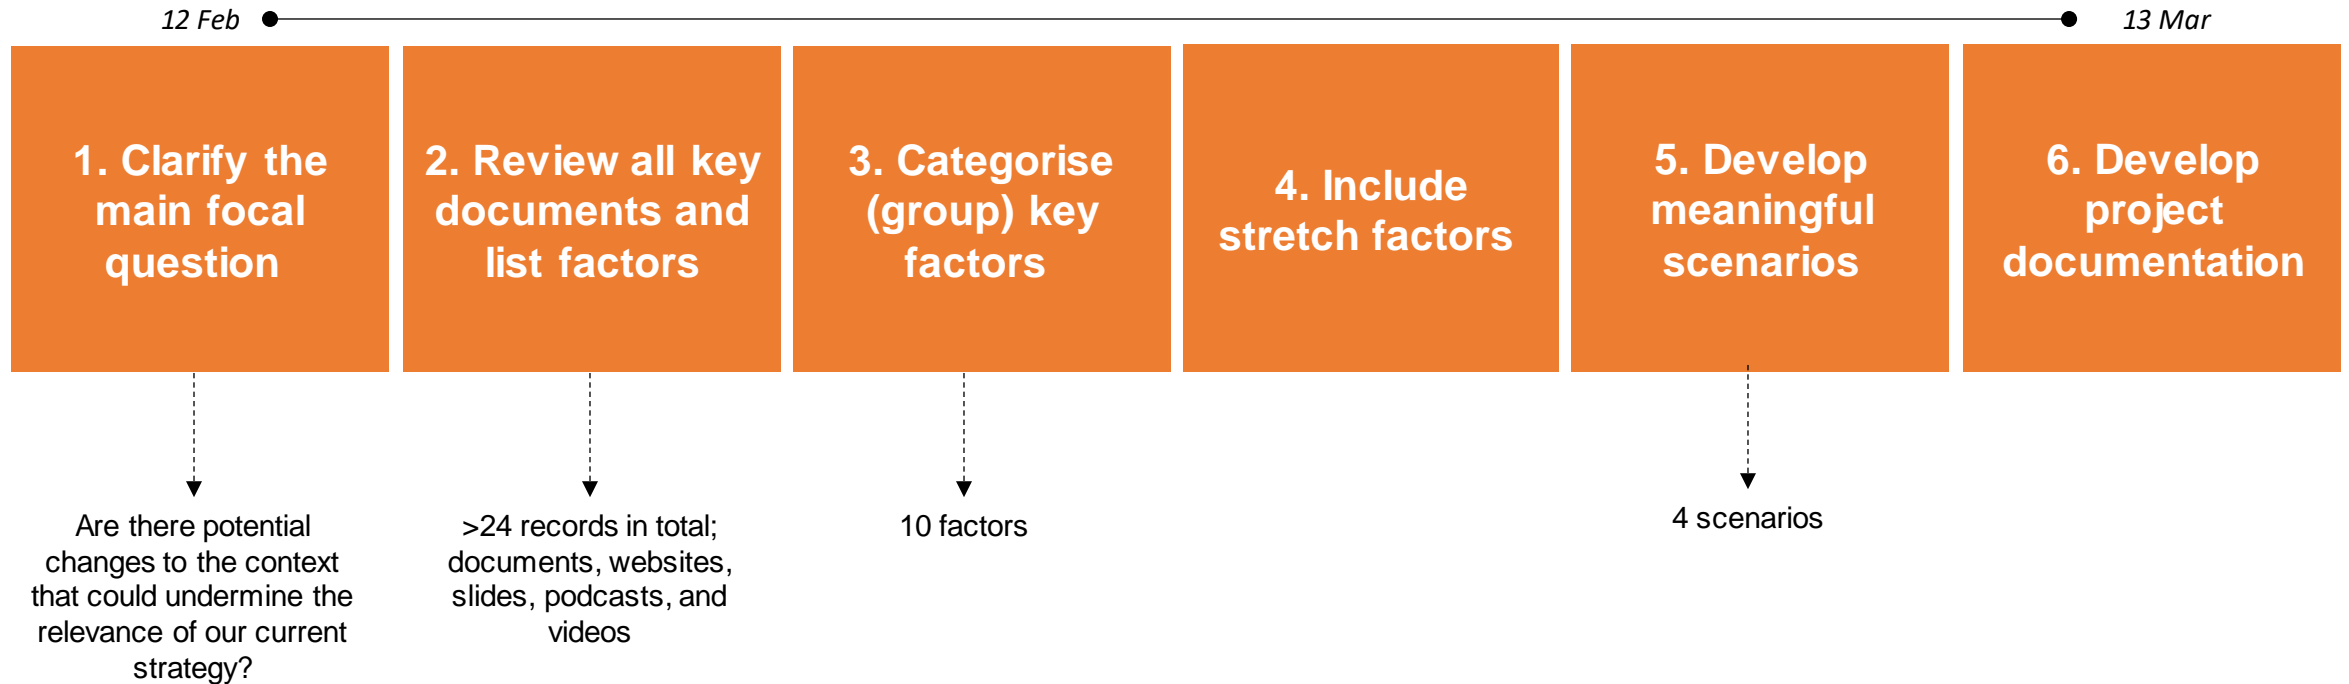 12 Feb
13 Mar
1. Clarify the
main focal
question
2. Review all key
documents and
list factors
3. Categorise
(group) key
factors
4. Include
stretch factors
5. Develop
meaningful
scenarios
6. Develop
project
documentation
Are there potential
changes to the context
that could undermine the
relevance of our current
strategy?
>24 records in total;
documents, websites,
slides, podcasts, and
videos
10 factors
4 scenarios